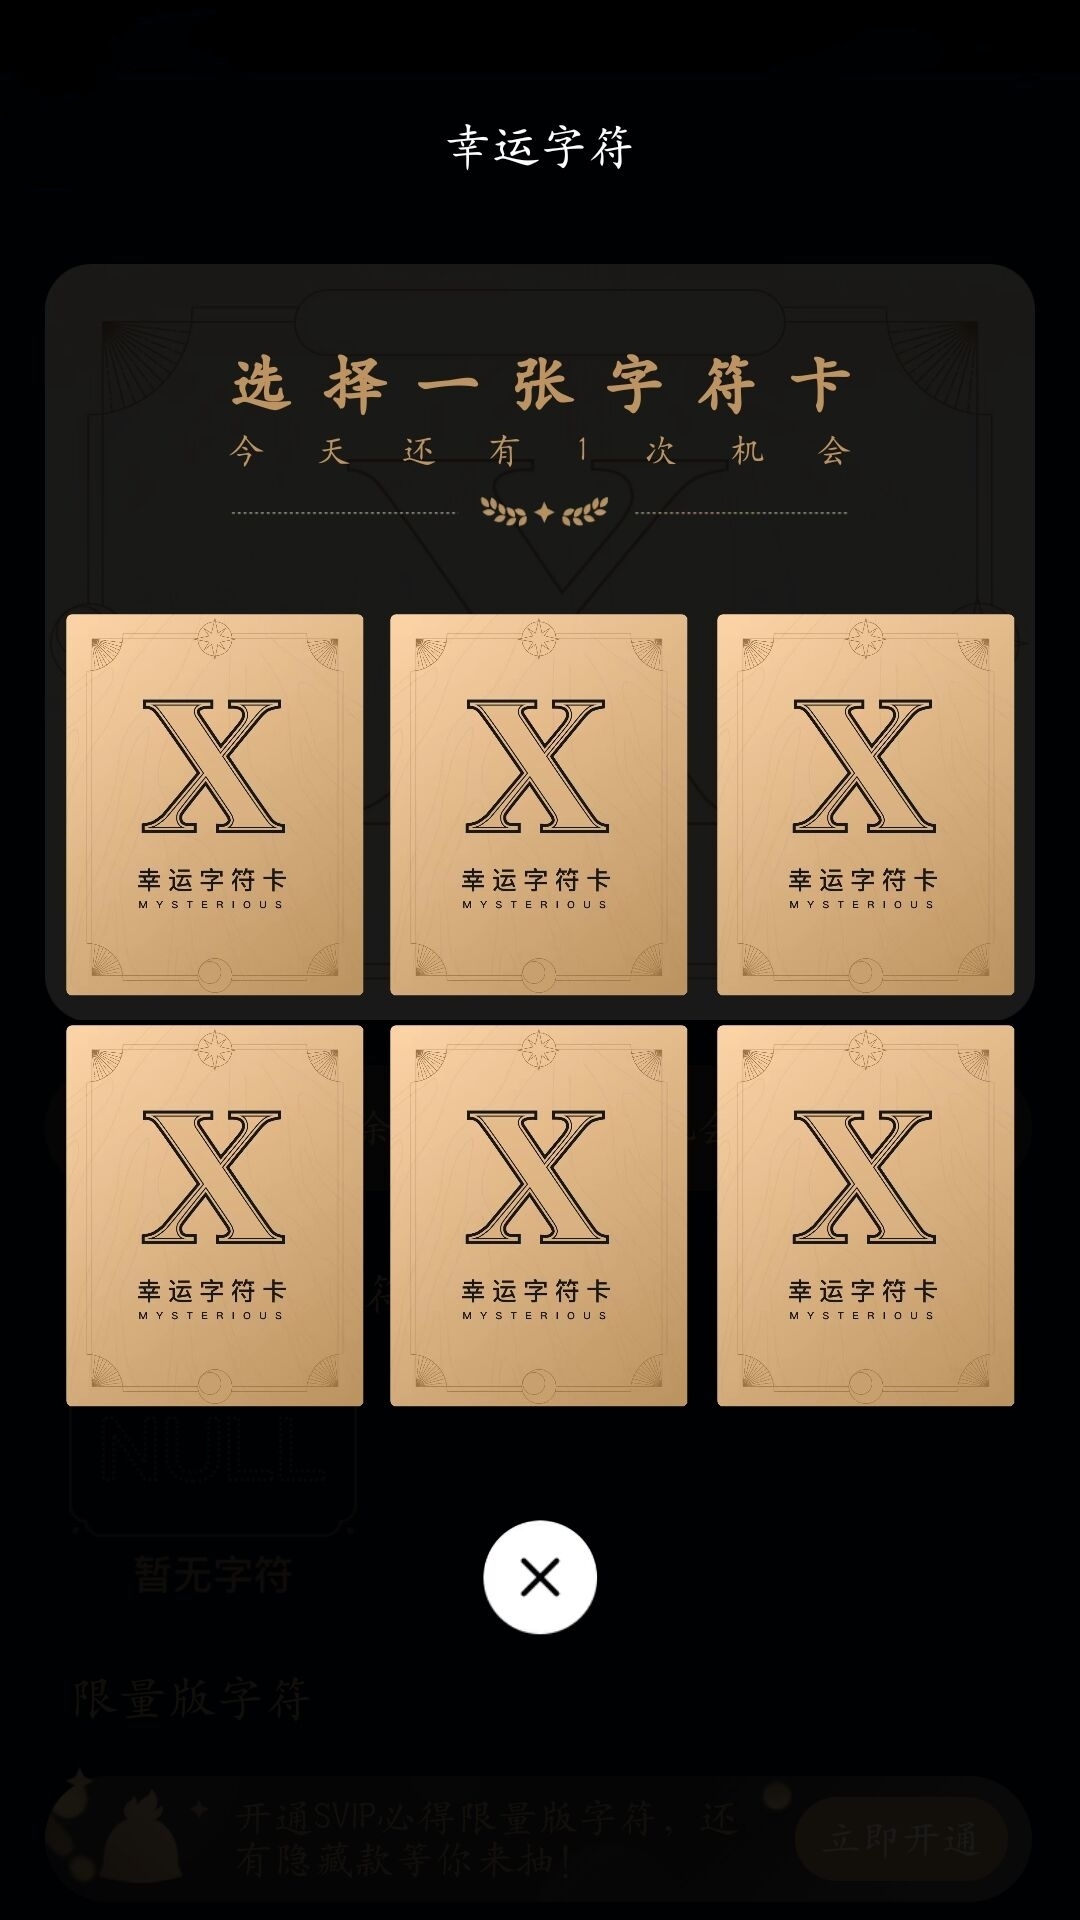 幸运字符
选择一张字符卡
今天还有1次机会
X X X
幸运字符卡 幸运字符卡 幸运字符卡
MYSTERIOUS MYSTERIOUS MYSTERIOUS
X X X
幸运字符卡 幸运字符卡 幸运字符卡
MYSTERIOUS MYSTERIOUS MYSTERIOUS
NULL
暂无字符
限量版字符
开通SVIP必得限量版字符，还
有隐藏款等你来抽！
立即开通